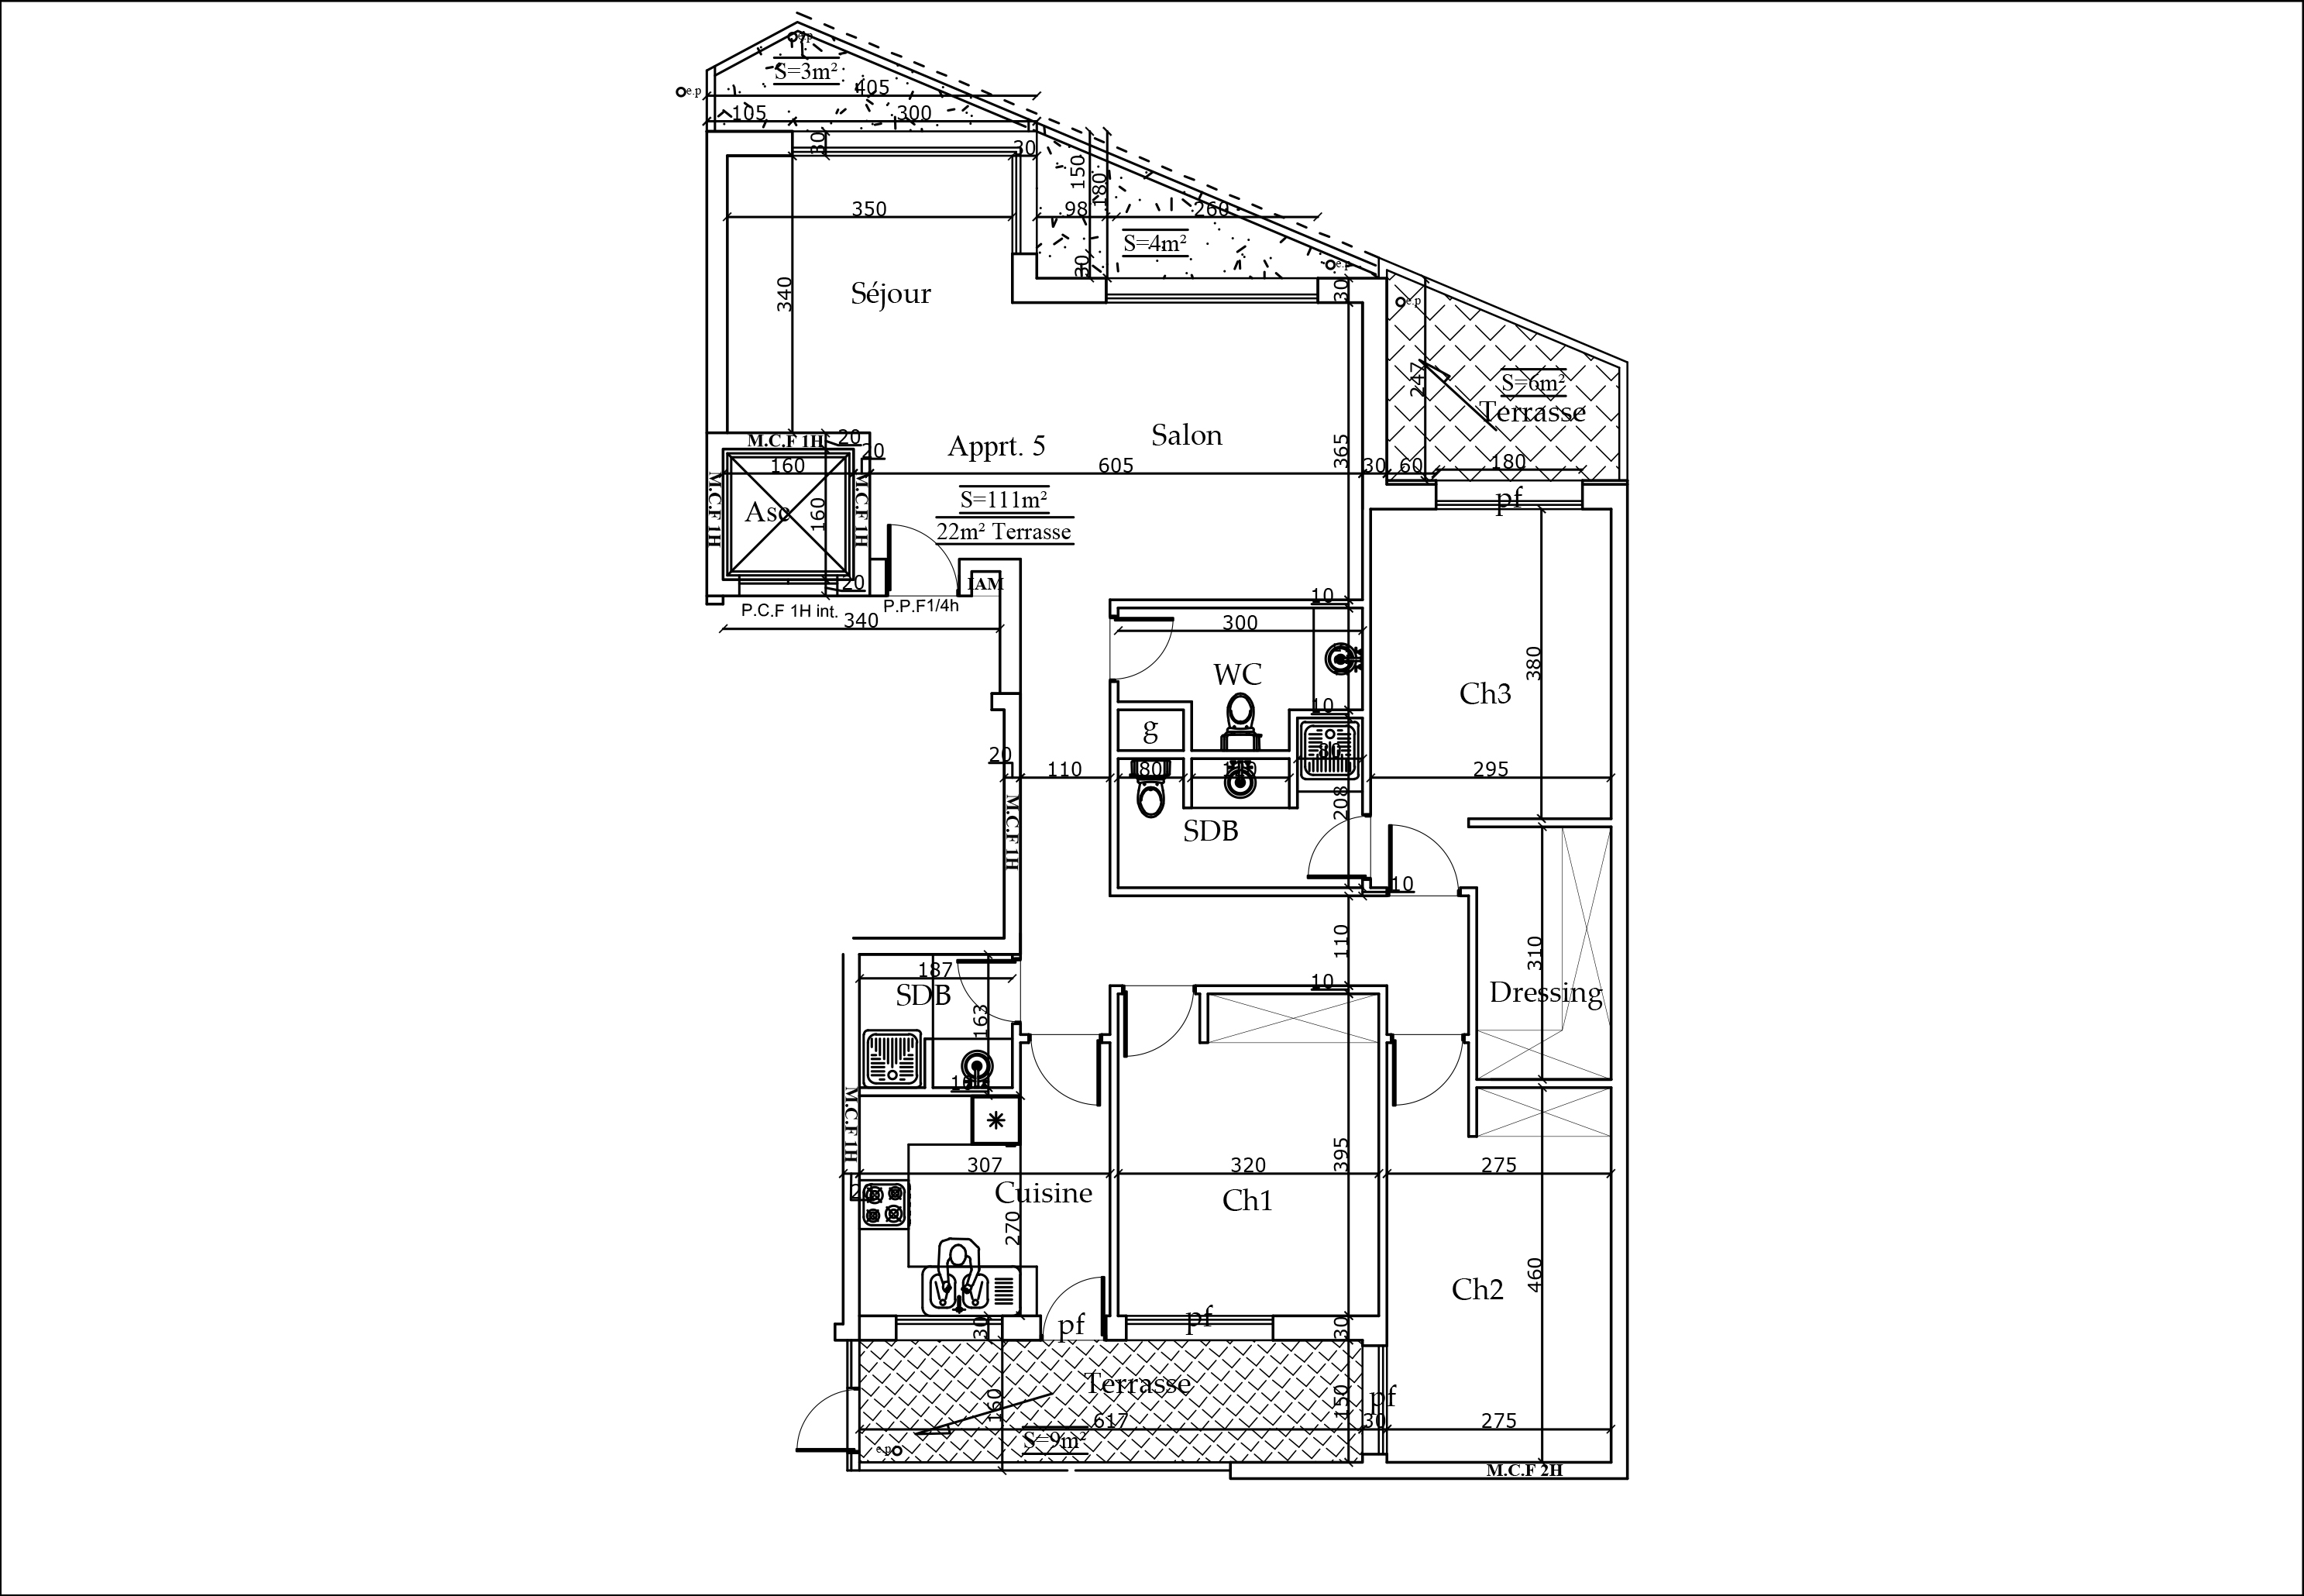 e.p
S=3m²
405
e.p
105
300
30
30
150
180
350
98
260
S=4m²
30
e.p
340
Séjour
30
e.p
247
S=6m²
Terrasse
M.C.F 1H
20
20
Apprt. 5
Salon
365
160
605
30
60
180
M.C.F 1H
Asc
160
M.C.F 1H
S=111m²
22m² Terrasse
pf
20
IAM
P.C.F 1H int.
P.P.F1/4h
340
10
300
WC
380
Ch3
10
g
20
110
180
80
295
M.C.F 1H
208
SDB
10
110
310
187
SDB
10
Dressing
163
10
M.C.F 1H
307
320
395
275
Cuisine
Ch1
270
460
Ch2
30
pf
pf
30
Terrasse
160
150
pf
617
30
275
e.p
S=9m²
M.C.F 2H